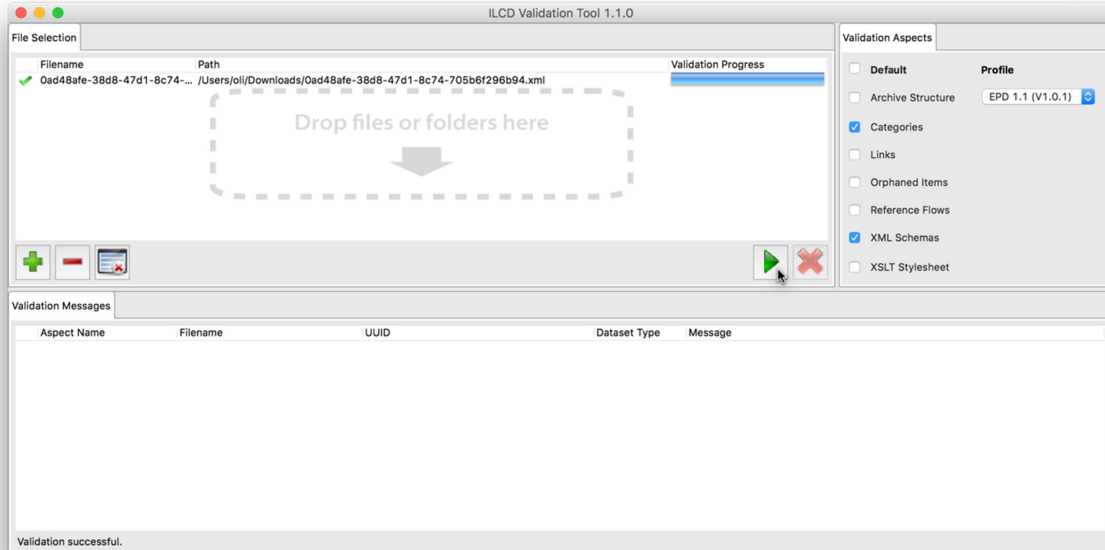 ILCD Validation Tool 1.1.0
File Selection
Filename Path Validation Progress
0ad48afe-38d8-47d1-8c74-... /Users/oli/Downloads/0ad48afe-38d8-47d1-8c74-705b6f296b94.xml
Drop files or folders here
Validation Aspects
Default Profile
Archive Structure EPD 1.1 (V1.0.1)
Categories
Links
Orphaned Items
Reference Flows
XML Schemas
XSLT Stylesheet
Validation Messages
Aspect Name Filename UUID Dataset Type Message
Validation successful.